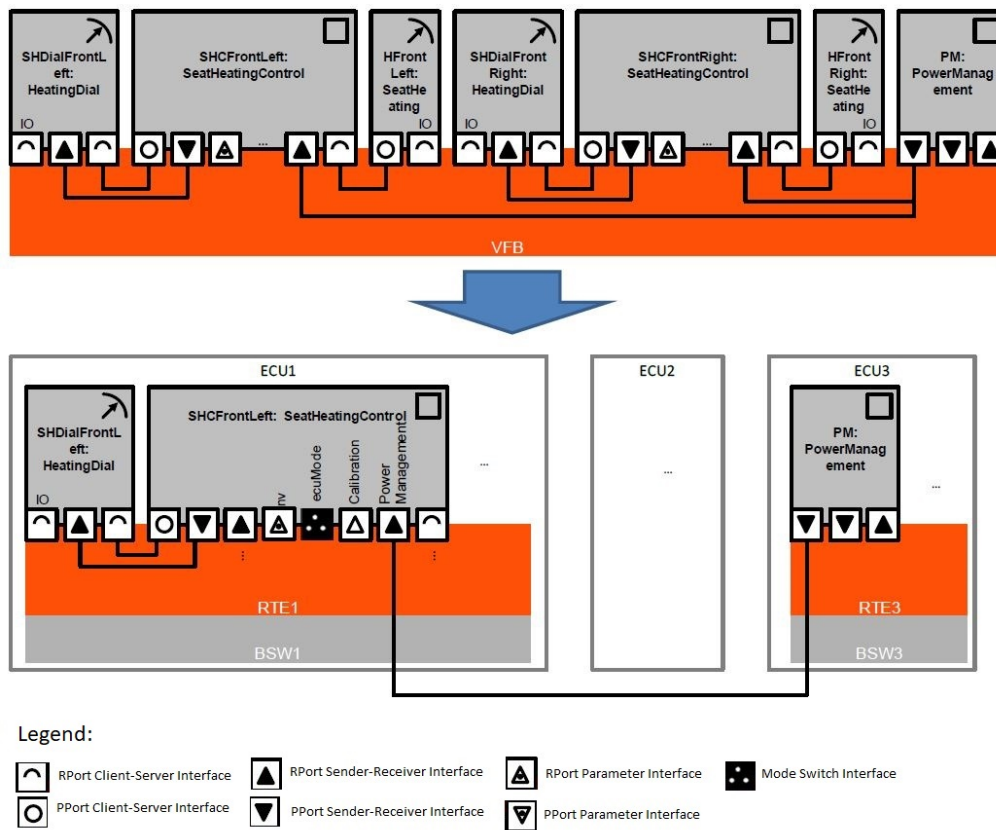 SHDialFrontL
eft:
HeatingDial
IO
SHCFrontLeft:
SeatHeatingControl
...
HFront
Left:
SeatHe
ating
IO
SHDialFront
Right:
HeatingDial
IO
SHCFrontRight:
SeatHeatingControl
...
HFront
Right:
SeatHe
ating
IO
PM:
PowerManag
ement
VFB
ECU1
SHDialFrontL
eft:
HeatingDial
IO
SHCFrontLeft: SeatHeatingControl
nv
ecuMode
Calibration
Power
Managements
...
...
...
RTE1
BSW1
ECU2
...
ECU3
PM:
PowerManag
ement
...
RTE3
BSW3
Legend:
RPort Client-Server Interface
RPort Sender-Receiver Interface
RPort Parameter Interface
Mode Switch Interface
PPort Client-Server Interface
PPort Sender-Receiver Interface
PPort Parameter Interface